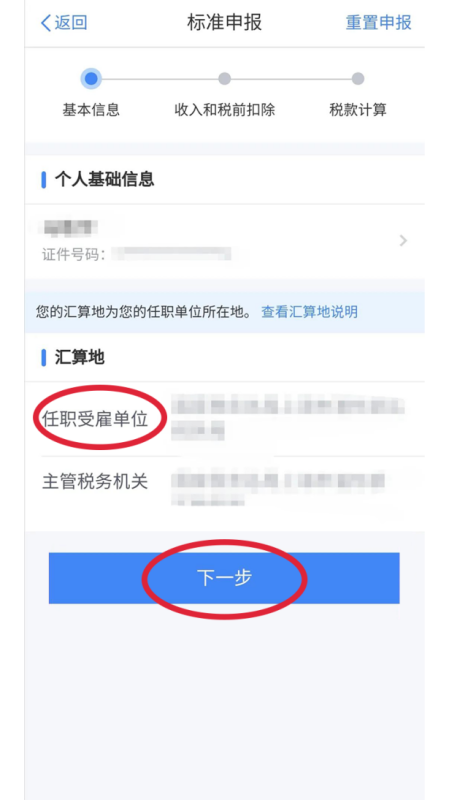 返回 标准申报 重置申报
基本信息 收入和税前扣除 税款计算
个人基础信息
证件号码：
您的汇算地为您的任职单位所在地。 查看汇算地说明
汇算地
任职受雇单位
主管税务机关
下一步